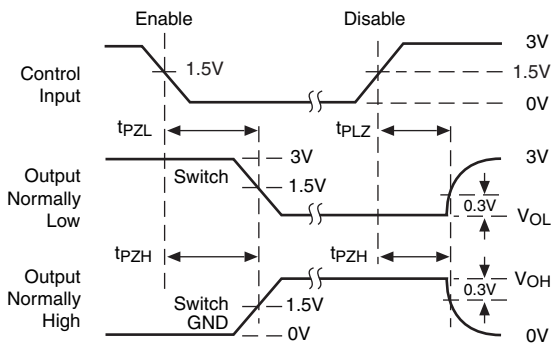 Enable
Disable
3V
1.5V
1.5V
Control
Input
0V
tPZL
tPLZ
3V
3V
Output
Normally
Low
Switch
1.5V
0.3V
VOL
tPZH
tPZH
Output
Normally
High
VOH
0.3V
Switch
GND
1.5V
0V
0V